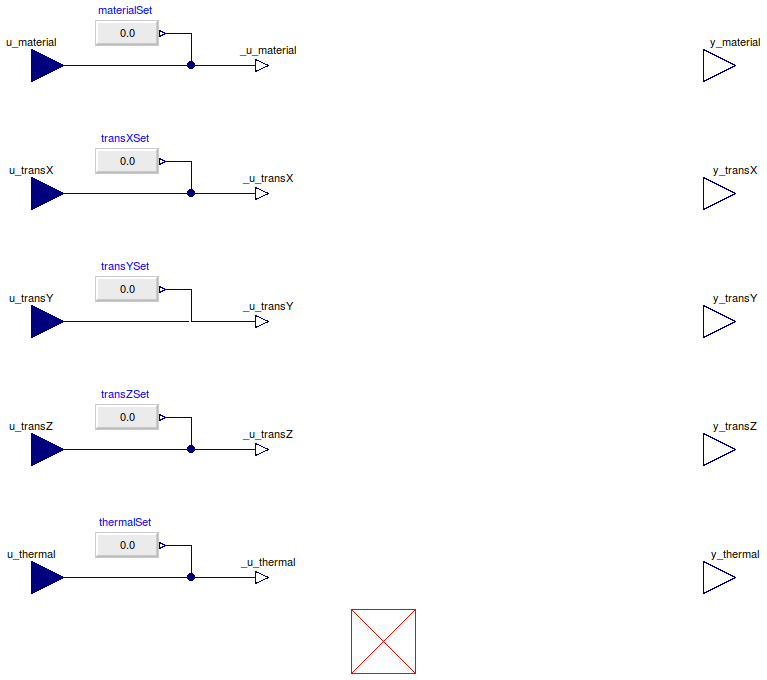 materialSet
0.0
u_material
_u_material
y_material
transXSet
0.0
u_transX
_u_transX
y_transX
transYSet
0.0
u_transY
_u_transY
y_transY
transZSet
0.0
u_transZ
_u_transZ
y_transZ
thermalSet
0.0
u_thermal
_u_thermal
y_thermal